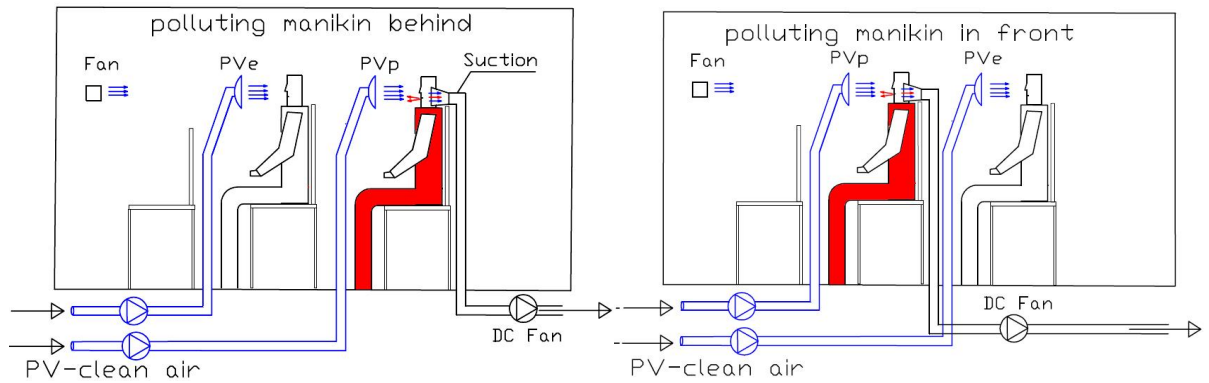 polluting manikin behind
Fan
PVe
PVp
Suction
DC Fan
PV-clean air
polluting manikin in front
Fan
PVp
PVe
DC Fan
PV-clean air